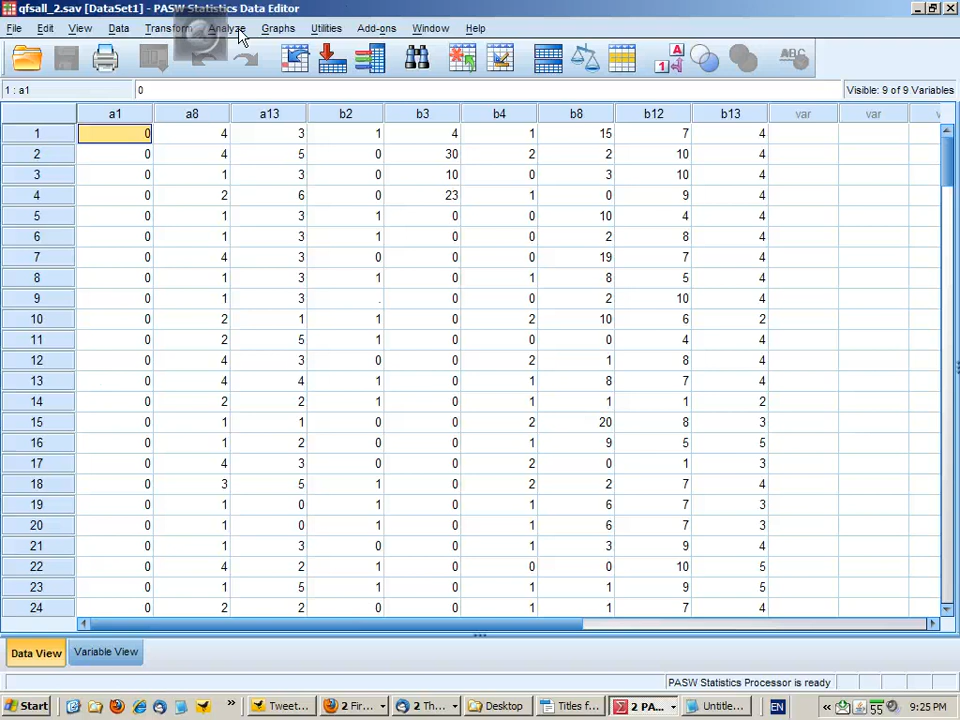 qfsall_2.sav [DataSet1] - PASW Statistics Data Editor
File Edit View Data Transform Analyze Graphs Utilities Add-ons Window Help
1 : a1 0 Visible: 9 of 9 Variables
a1 a8 a13 b2 b3 b4 b8 b12 b13 var var v
1 0 4 3 1 4 1 15 7 4
2 0 4 5 0 30 2 2 10 4
3 0 1 3 0 10 0 3 10 4
4 0 2 6 0 23 1 0 9 4
5 0 1 3 1 0 0 10 4 4
6 0 1 3 1 0 0 2 8 4
7 0 4 3 0 0 0 19 7 4
8 0 1 3 1 0 1 8 5 4
9 0 1 3 . 0 0 2 10 4
10 0 2 1 1 0 2 10 6 2
11 0 2 5 1 0 0 0 4 4
12 0 4 3 0 0 2 1 8 4
13 0 4 4 1 0 1 8 7 4
14 0 2 2 1 0 1 1 1 2
15 0 1 1 0 0 2 20 8 3
16 0 1 2 0 0 1 9 5 5
17 0 4 3 0 0 2 0 1 3
18 0 3 5 1 0 2 2 7 4
19 0 1 0 1 0 1 6 7 3
20 0 1 0 1 0 1 6 7 3
21 0 1 3 0 0 1 3 9 4
22 0 4 2 1 0 0 0 10 5
23 0 1 5 1 0 1 1 9 5
24 0 2 2 0 0 1 1 7 4
Data View Variable View
PASW Statistics Processor is ready
Start » Tweet... 2 Fir... 2 Th... Desktop Titles f... 2 PA... Untitle... EN « 55 9:25 PM